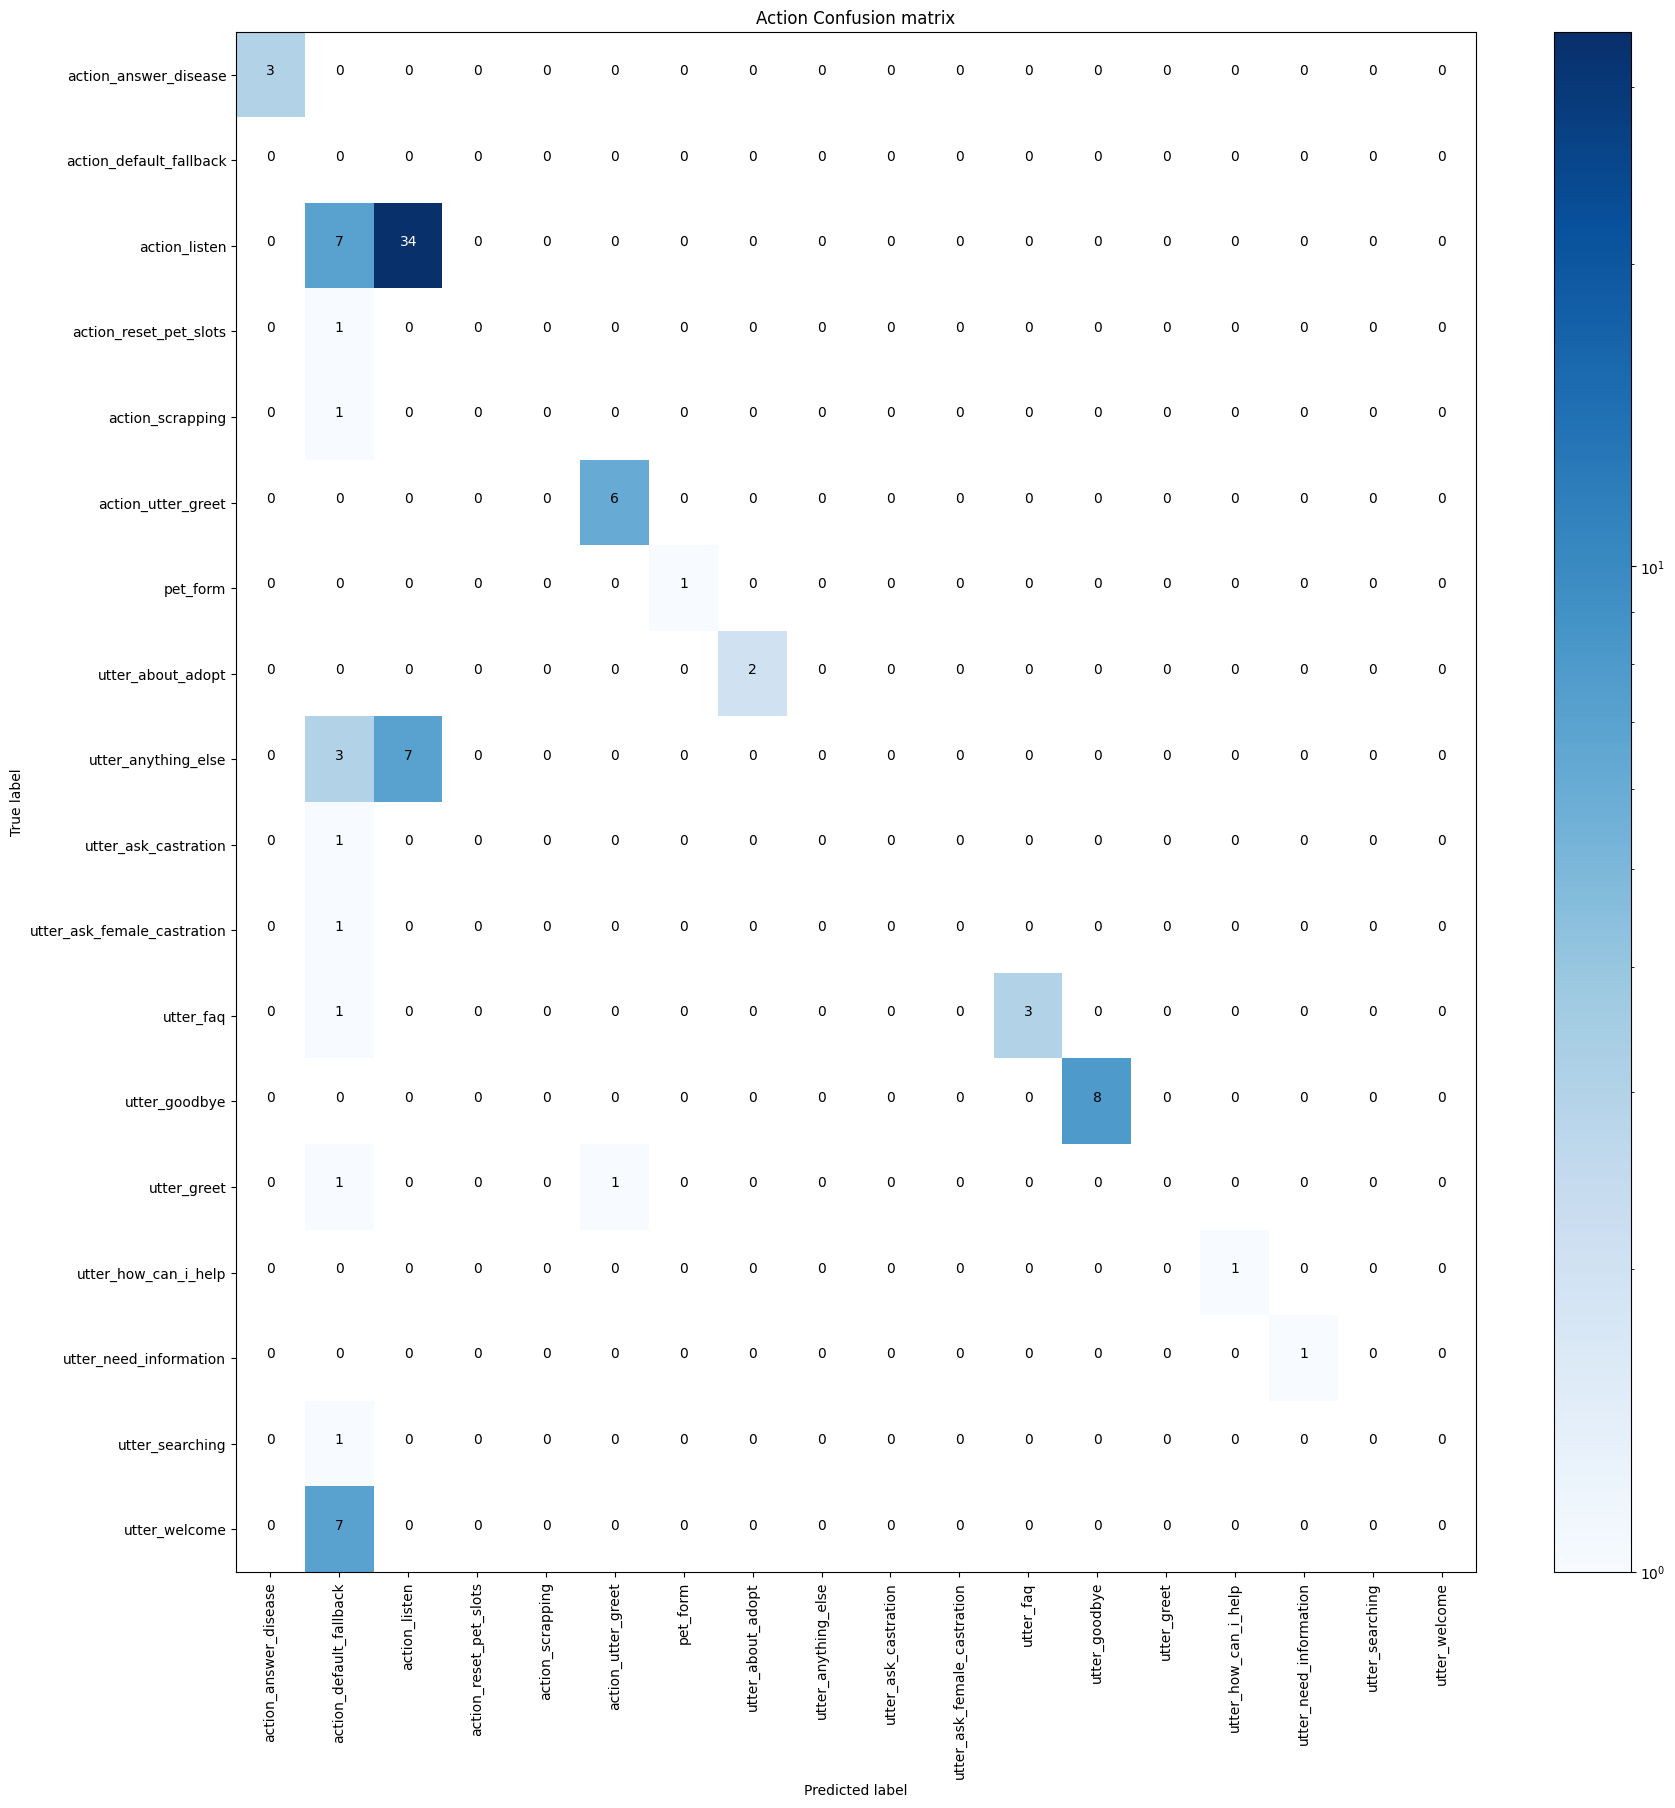 Action Confusion matrix
action_answer_disease 3 0 0 0 0 0 0 0 0 0 0 0 0 0 0 0 0 0
action_default_fallback 0 0 0 0 0 0 0 0 0 0 0 0 0 0 0 0 0 0
action_listen 0 7 34 0 0 0 0 0 0 0 0 0 0 0 0 0 0 0
action_reset_pet_slots 0 1 0 0 0 0 0 0 0 0 0 0 0 0 0 0 0 0
action_scrapping 0 1 0 0 0 0 0 0 0 0 0 0 0 0 0 0 0 0
action_utter_greet 0 0 0 0 0 6 0 0 0 0 0 0 0 0 0 0 0 0
pet_form 0 0 0 0 0 0 1 0 0 0 0 0 0 0 0 0 0 0
utter_about_adopt 0 0 0 0 0 0 0 2 0 0 0 0 0 0 0 0 0 0
utter_anything_else 0 3 7 0 0 0 0 0 0 0 0 0 0 0 0 0 0 0
utter_ask_castration 0 1 0 0 0 0 0 0 0 0 0 0 0 0 0 0 0 0
utter_ask_female_castration 0 1 0 0 0 0 0 0 0 0 0 0 0 0 0 0 0 0
utter_faq 0 1 0 0 0 0 0 0 0 0 0 3 0 0 0 0 0 0
utter_goodbye 0 0 0 0 0 0 0 0 0 0 0 0 8 0 0 0 0 0
utter_greet 0 1 0 0 0 1 0 0 0 0 0 0 0 0 0 0 0 0
utter_how_can_i_help 0 0 0 0 0 0 0 0 0 0 0 0 0 0 1 0 0 0
utter_need_information 0 0 0 0 0 0 0 0 0 0 0 0 0 0 0 1 0 0
utter_searching 0 1 0 0 0 0 0 0 0 0 0 0 0 0 0 0 0 0
utter_welcome 0 7 0 0 0 0 0 0 0 0 0 0 0 0 0 0 0 0
True label
action_answer_disease
action_default_fallback
action_listen
action_reset_pet_slots
action_scrapping
action_utter_greet
pet_form
utter_about_adopt
utter_anything_else
utter_ask_castration
utter_ask_female_castration
utter_faq
utter_goodbye
utter_greet
utter_how_can_i_help
utter_need_information
utter_searching
utter_welcome
Predicted label
10¹
10⁰